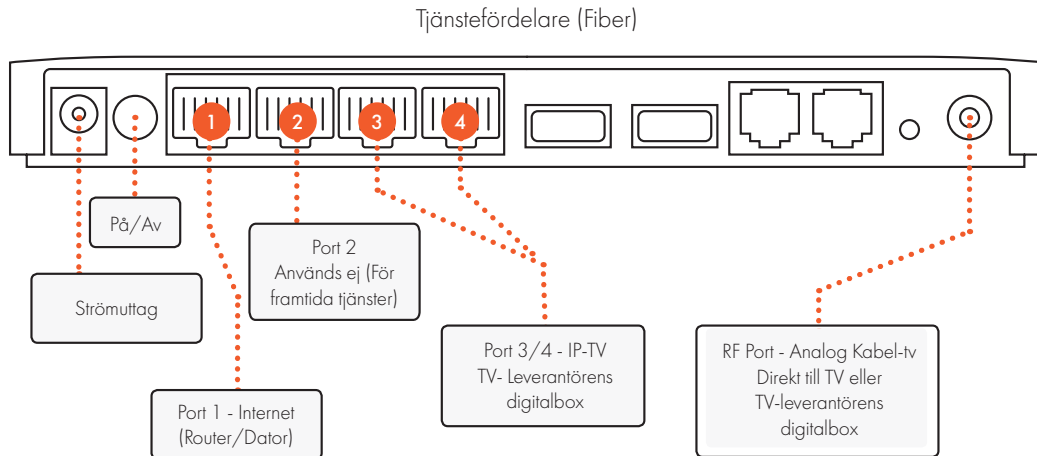 Tjänstefördelare (Fiber)
1
2
3
4
På/Av
Strömuttag
Port 2
Används ej (För
framtida tjänster)
Port 1 - Internet
(Router/Dator)
Port 3/4 - IP-TV
TV- Leverantörens
digitalbox
RF Port - Analog Kabel-tv
Direkt till TV eller
TV-leverantörens
digitalbox